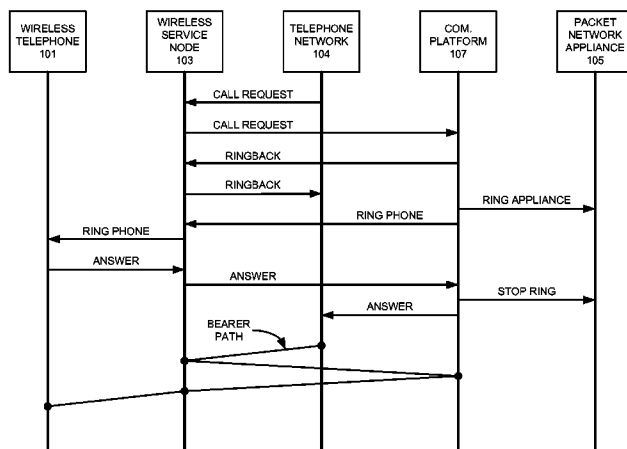 WIRELESS
TELEPHONE
101
WIRELESS
SERVICE
NODE
103
TELEPHONE
NETWORK
104
COM.
PLATFORM
107
PACKET
NETWORK
APPLIANCE
105
CALL REQUEST
CALL REQUEST
RINGBACK
RINGBACK
RING APPLIANCE
RING PHONE
RING PHONE
ANSWER
ANSWER
STOP RING
ANSWER
BEARER
PATH